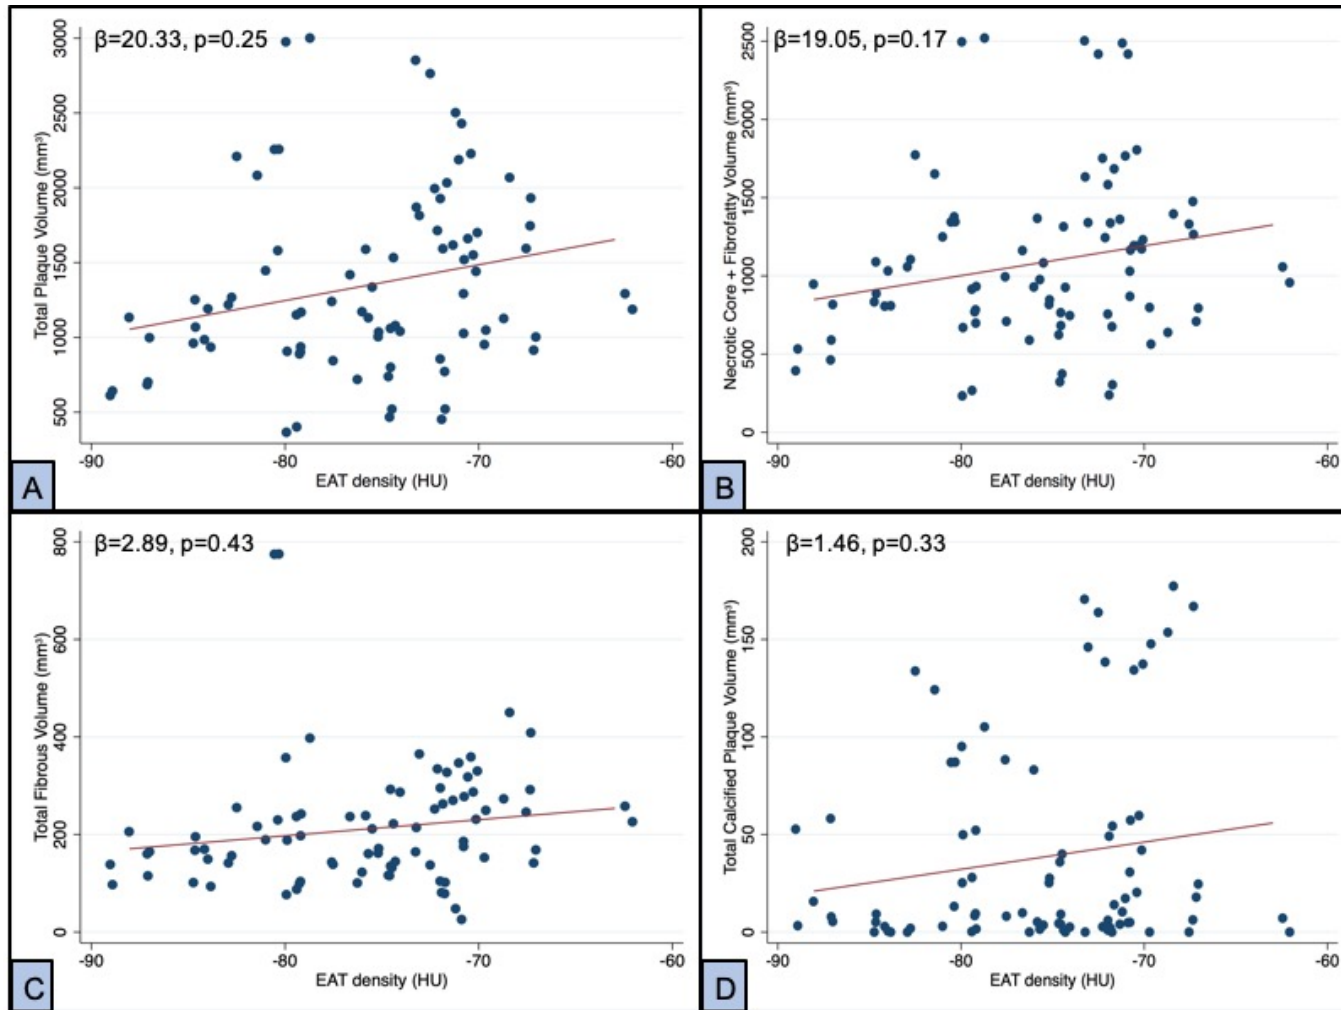 β=20.33, p=0.25
Total Plaque Volume (mm³)
3000
2500
2000
1500
1000
500
-90 -80 -70 -60
EAT density (HU)
A
β=19.05, p=0.17
Necrotic Core + Fibrofatty Volume (mm³)
2500
2000
1500
1000
500
0
-90 -80 -70 -60
EAT density (HU)
B
β=2.89, p=0.43
Total Fibrous Volume (mm³)
800
600
400
200
0
-90 -80 -70 -60
EAT density (HU)
C
β=1.46, p=0.33
Total Calcified Plaque Volume (mm³)
200
150
100
50
0
-90 -80 -70 -60
EAT density (HU)
D